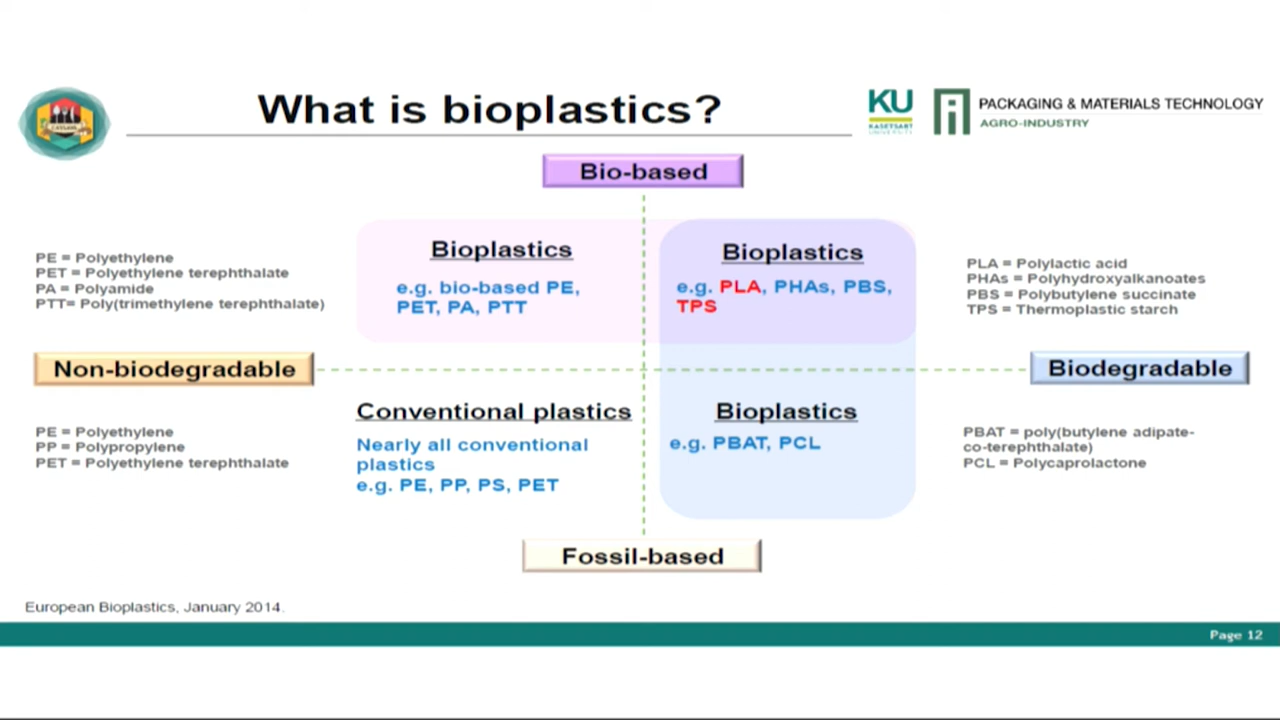 What is bioplastics?
KU
KASETSART
UNIVERSITY
PACKAGING & MATERIALS TECHNOLOGY
AGRO-INDUSTRY
Bio-based
PE = Polyethylene
PET = Polyethylene terephthalate
PA = Polyamide
PTT= Poly(trimethylene terephthalate)
Bioplastics
e.g. bio-based PE,
PET, PA, PTT
Bioplastics
e.g. PLA, PHAs, PBS,
TPS
PLA = Polylactic acid
PHAs = Polyhydroxyalkanoates
PBS = Polybutylene succinate
TPS = Thermoplastic starch
Non-biodegradable
Biodegradable
PE = Polyethylene
PP = Polypropylene
PET = Polyethylene terephthalate
Conventional plastics
Nearly all conventional
plastics
e.g. PE, PP, PS, PET
Bioplastics
e.g. PBAT, PCL
PBAT = poly(butylene adipate-
co-terephthalate)
PCL = Polycaprolactone
Fossil-based
European Bioplastics, January 2014.
Page 12